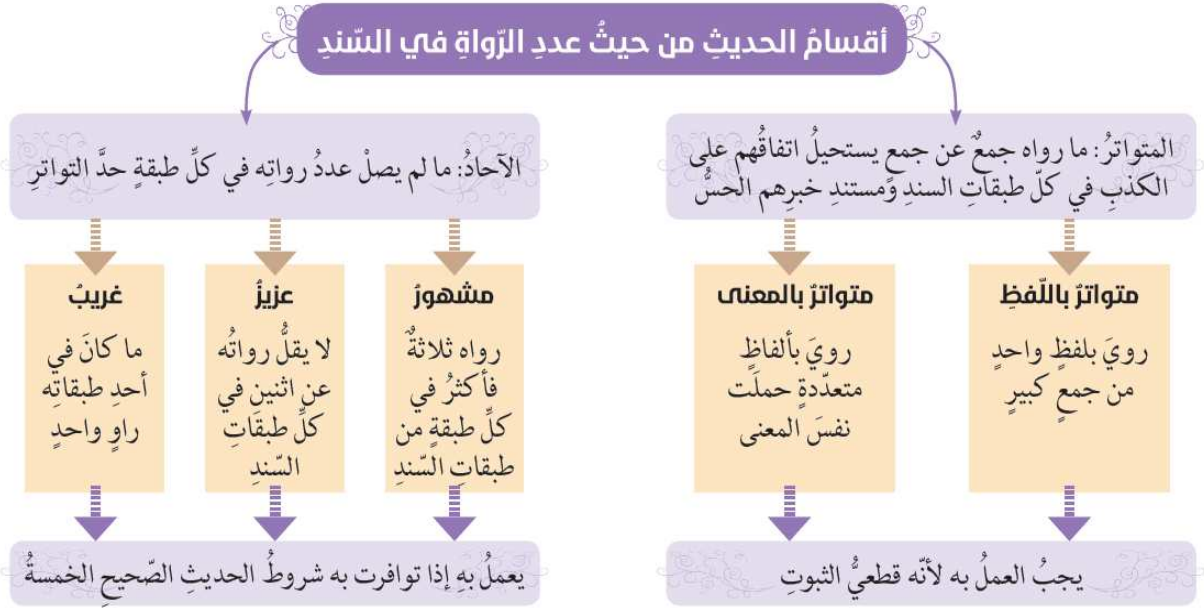 أقسامُ الحديثِ من حيثُ عددِ الرّواةِ في السّندِ
المتواترُ: ما رواه جمعٌ عن جمعٍ يستحيلُ اتفاقُهم على
الكذبِ في كلّ طبقاتِ السندِ ومستندِ خبرِهم الحسُّ
متواترٌ باللّفظِ
رويَ بلفظٍ واحدٍ
من جمعٍ كبيرٍ
متواترٌ بالمعنى
رويَ بألفاظٍ
متعدّدةٍ حملَت
نفسَ المعنى
يجبُ العملُ به لأنّه قطعيُّ الثبوتِ
الآحادُ: ما لم يصلْ عددُ رواتِه في كلِّ طبقةٍ حدَّ التواترِ
مشهورٌ
رواه ثلاثةٌ
فأكثرُ في
كلِّ طبقةٍ من
طبقاتِ السّندِ
عزيزٌ
لا يقلُّ رواتُه
عن اثنين في
كلِّ طبقَاتِ
السّندِ
غريبٌ
ما كانَ في
أحدِ طبقاتِه
راوٍ واحدٍ
يعملُ بهِ إذا توافرت به شروطُ الحديثِ الصّحيحِ الخمسةُ